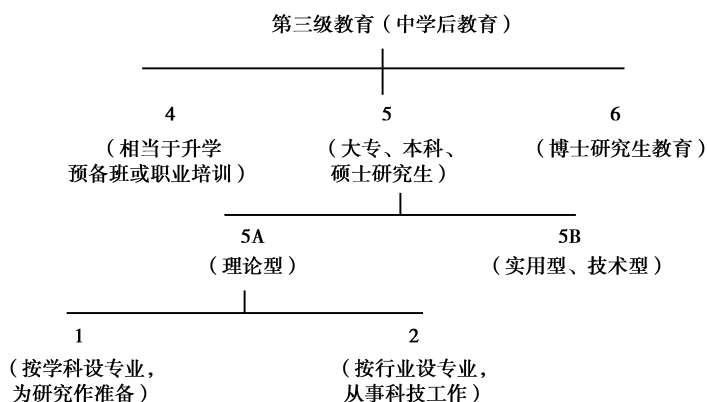 第三级教育（中学后教育）
4
5
6
（相当于升学
预备班或职业培训）
（大专、本科、
硕士研究生）
（博士研究生教育）
5A
5B
（理论型）
（实用型、技术型）
1
2
（按学科设专业，
为研究作准备）
（按行业设专业，
从事科技工作）